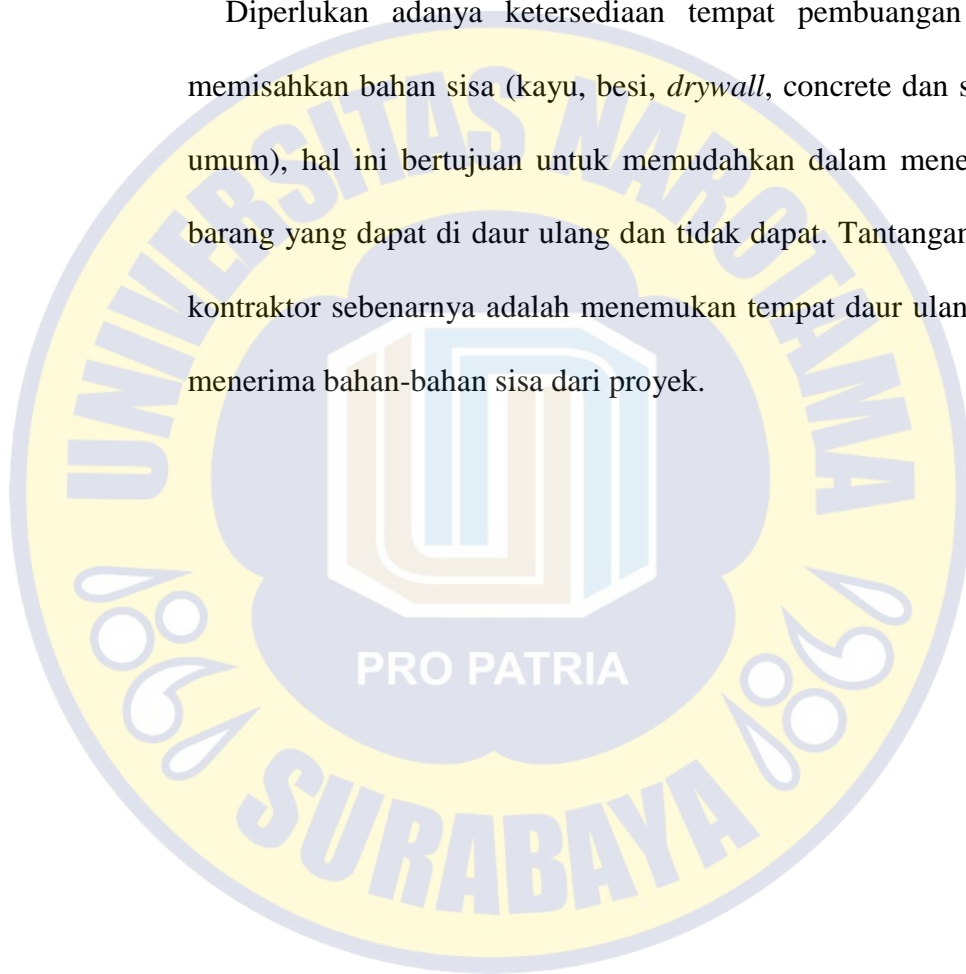 Diperlukan adanya ketersediaan tempat pembuangan
memisahkan bahan sisa (kayu, besi, drywall, concrete dan s
umum), hal ini bertujuan untuk memudahkan dalam mene
barang yang dapat di daur ulang dan tidak dapat. Tantangan
kontraktor sebenarnya adalah menemukan tempat daur ulan
menerima bahan-bahan sisa dari proyek.
UNIVERSITAS NAROTAMA
PRO PATRIA
SURABAYA